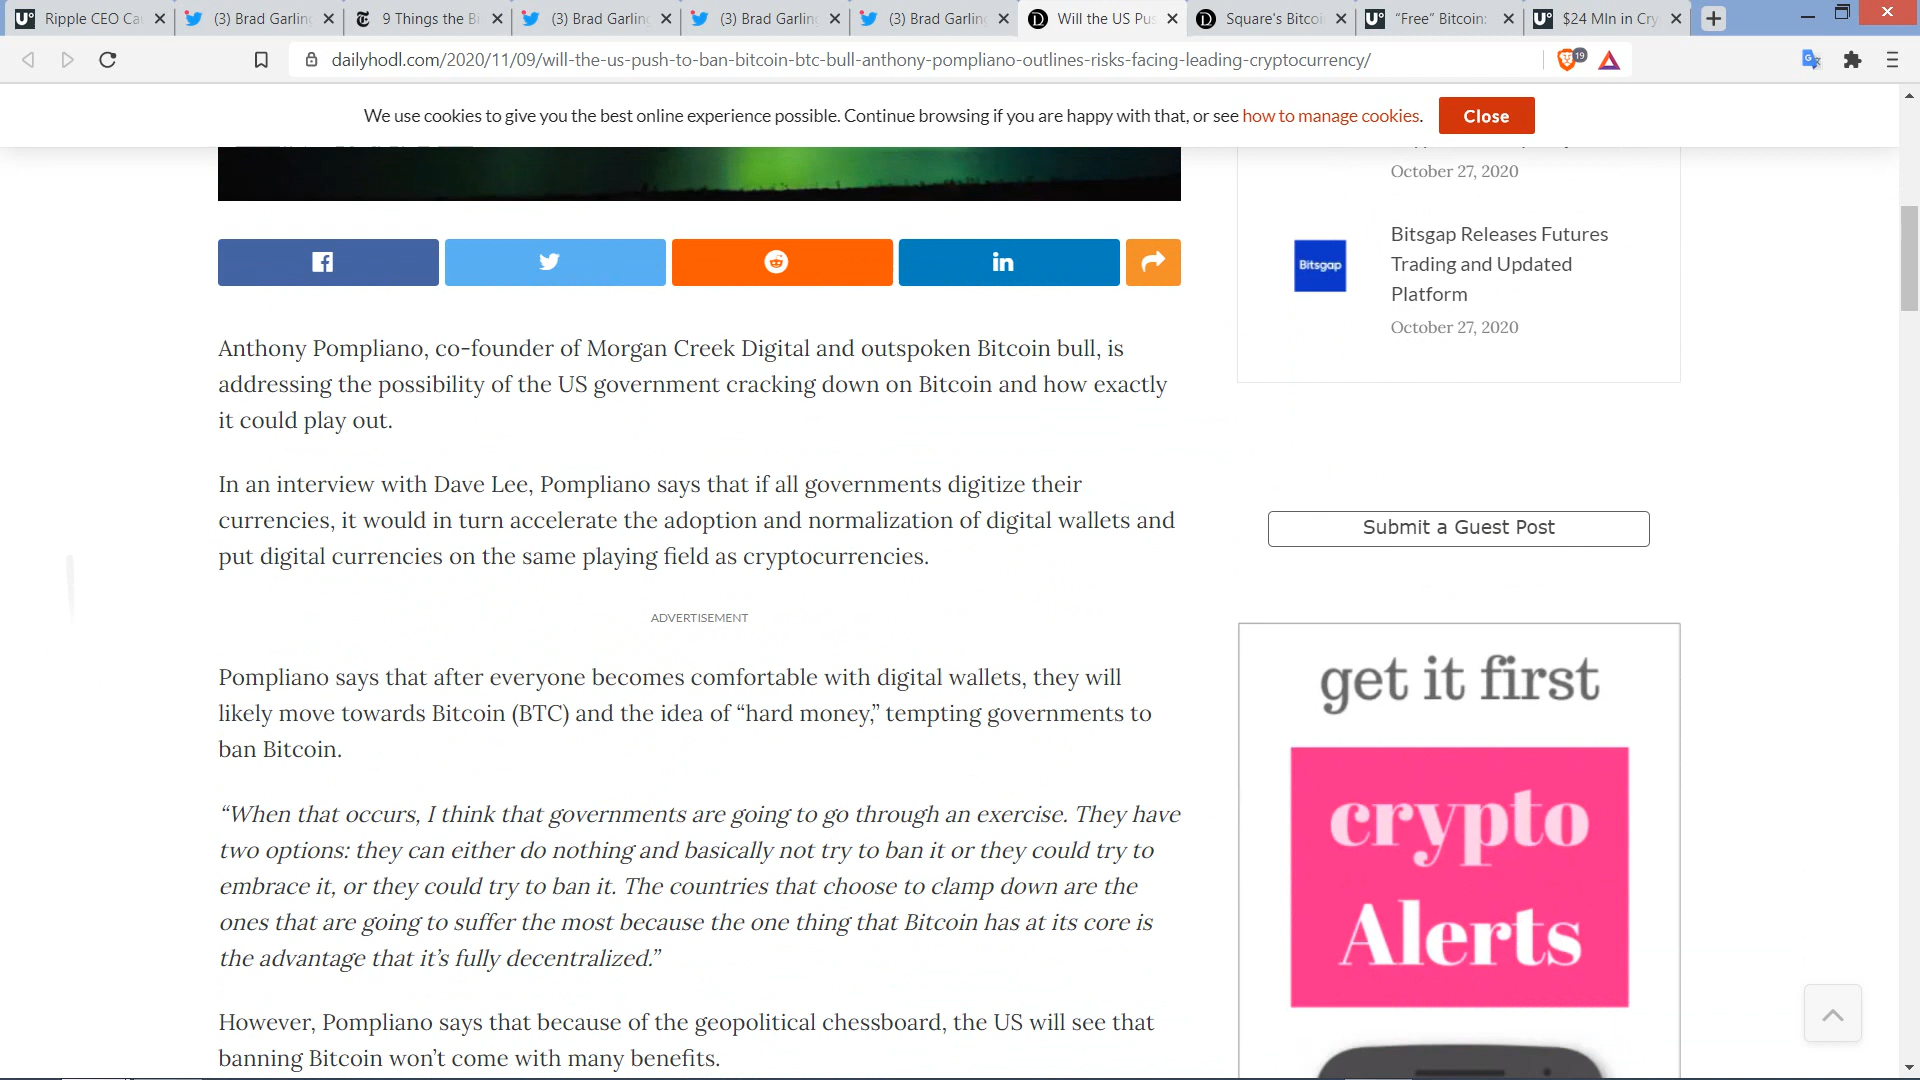 Ripple CEO Ca
(3) Brad Garling
9 Things the Bi
(3) Brad Garling
(3) Brad Garling
(3) Brad Garling
Will the US Pus
Square's Bitcoi
“Free” Bitcoin:
$24 Mln in Cry
dailyhodl.com/2020/11/09/will-the-us-push-to-ban-bitcoin-btc-bull-anthony-pompliano-outlines-risks-facing-leading-cryptocurrency/
19
We use cookies to give you the best online experience possible. Continue browsing if you are happy with that, or see how to manage cookies.
Close
October 27, 2020
Bitsgap
Bitsgap Releases Futures
Trading and Updated
Platform
October 27, 2020
Anthony Pompliano, co-founder of Morgan Creek Digital and outspoken Bitcoin bull, is
addressing the possibility of the US government cracking down on Bitcoin and how exactly
it could play out.
In an interview with Dave Lee, Pompliano says that if all governments digitize their
currencies, it would in turn accelerate the adoption and normalization of digital wallets and
put digital currencies on the same playing field as cryptocurrencies.
ADVERTISEMENT
Pompliano says that after everyone becomes comfortable with digital wallets, they will
likely move towards Bitcoin (BTC) and the idea of “hard money,” tempting governments to
ban Bitcoin.
“When that occurs, I think that governments are going to go through an exercise. They have
two options: they can either do nothing and basically not try to ban it or they could try to
embrace it, or they could try to ban it. The countries that choose to clamp down are the
ones that are going to suffer the most because the one thing that Bitcoin has at its core is
the advantage that it’s fully decentralized.”
However, Pompliano says that because of the geopolitical chessboard, the US will see that
banning Bitcoin won’t come with many benefits.
Submit a Guest Post
get it first
crypto
Alerts